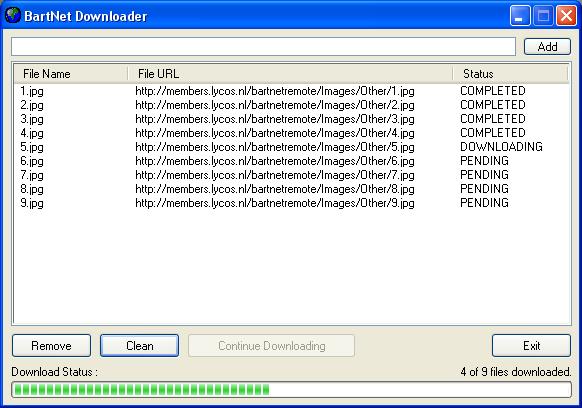 BartNet Downloader
Add
File Name File URL Status
1.jpg http://members.lycos.nl/bartnetremote/Images/Other/1.jpg COMPLETED
2.jpg http://members.lycos.nl/bartnetremote/Images/Other/2.jpg COMPLETED
3.jpg http://members.lycos.nl/bartnetremote/Images/Other/3.jpg COMPLETED
4.jpg http://members.lycos.nl/bartnetremote/Images/Other/4.jpg COMPLETED
5.jpg http://members.lycos.nl/bartnetremote/Images/Other/5.jpg DOWNLOADING
6.jpg http://members.lycos.nl/bartnetremote/Images/Other/6.jpg PENDING
7.jpg http://members.lycos.nl/bartnetremote/Images/Other/7.jpg PENDING
8.jpg http://members.lycos.nl/bartnetremote/Images/Other/8.jpg PENDING
9.jpg http://members.lycos.nl/bartnetremote/Images/Other/9.jpg PENDING
Remove Clean Continue Downloading Exit
Download Status : 4 of 9 files downloaded.